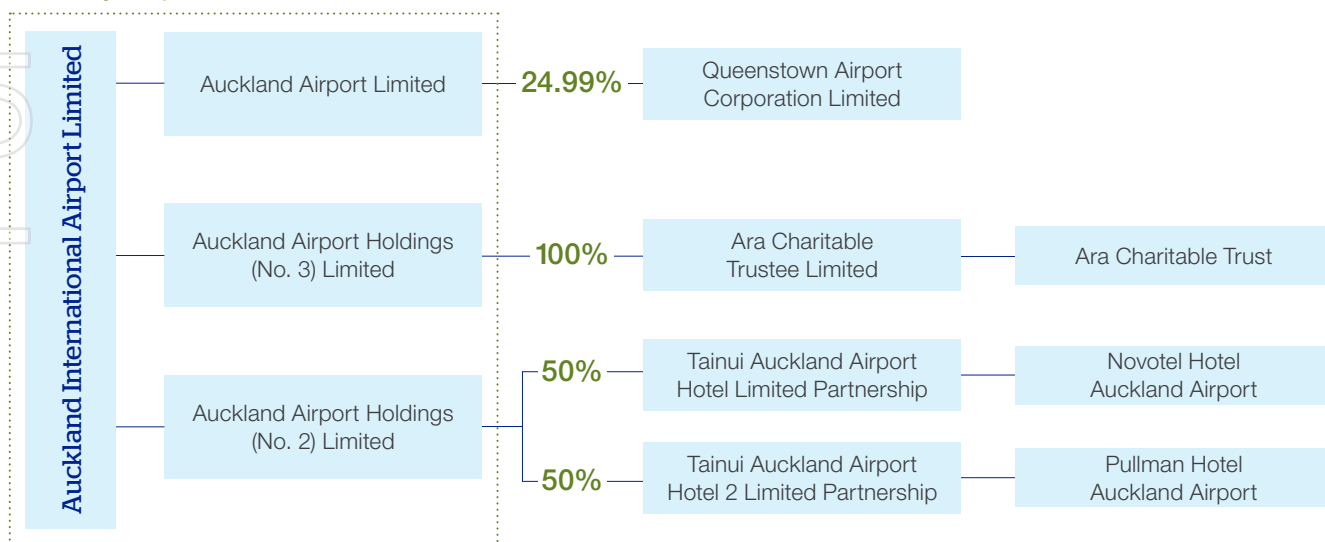 Auckland International Airport Limited
Auckland Airport Limited
24.99%
Queenstown Airport
Corporation Limited
Auckland Airport Holdings
(No. 3) Limited
100%
Ara Charitable
Trustee Limited
Ara Charitable Trust
Auckland Airport Holdings
(No. 2) Limited
50%
Tainui Auckland Airport
Hotel Limited Partnership
Novotel Hotel
Auckland Airport
50%
Tainui Auckland Airport
Hotel 2 Limited Partnership
Pullman Hotel
Auckland Airport